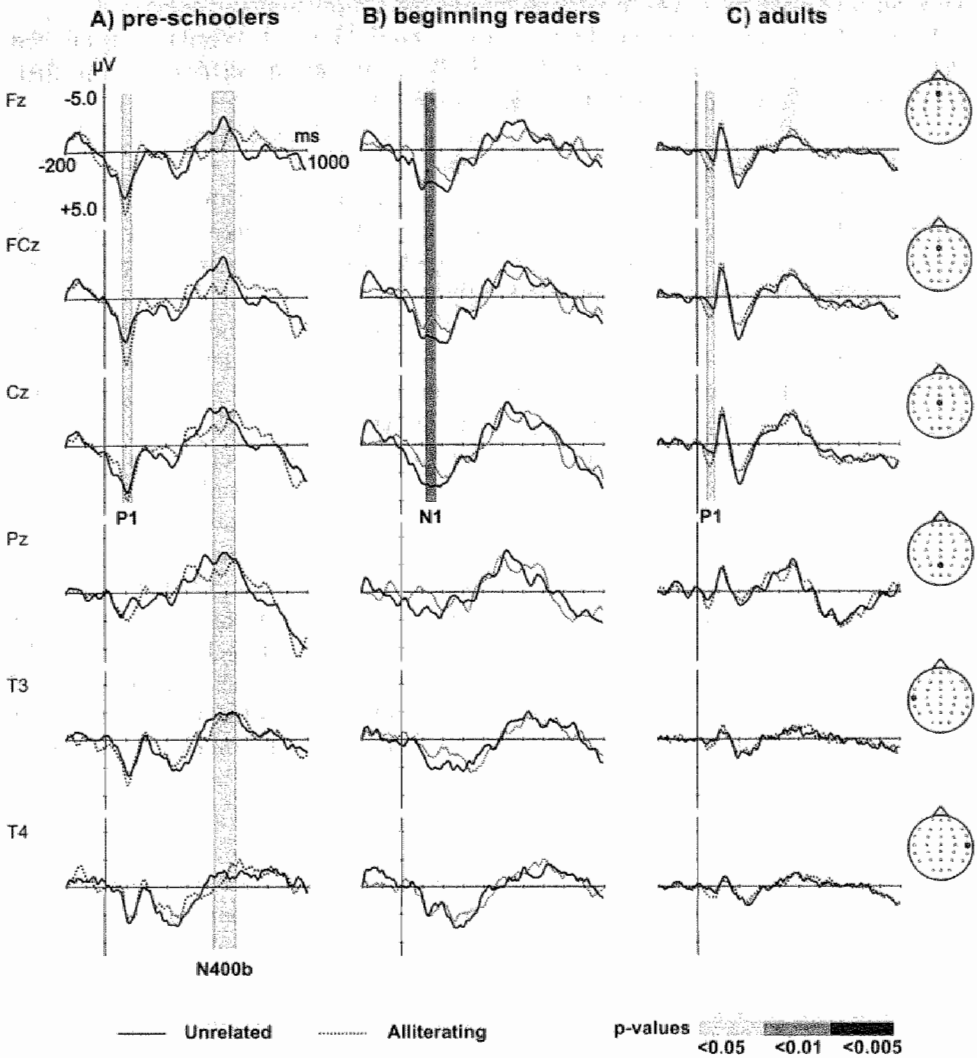 A) pre-schoolers B) beginning readers C) adults
µV
Fz
-5.0
ms
-200
1000
+5.0
FCz
Cz
P1 N1 P1
Pz
T3
T4
N400b
Unrelated Alliterating p-values
<0.05 <0.01 <0.005